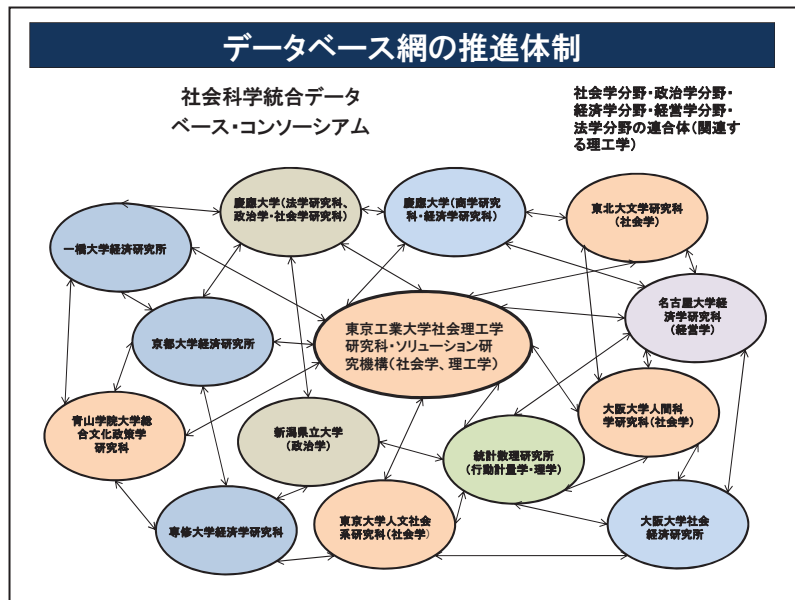 データベース網の推進体制
社会科学統合データ
ベース・コンソーシアム
社会学分野・政治学分野・
経済学分野・経営学分野・
法学分野の連合体(関連す
る理工学)
慶應大学(法学研究科、
政治学・社会学研究科)
慶應大学(商学研究
科・経済学研究科)
東北大文学研究科
(社会学)
一橋大学経済研究所
名古屋大学経
済学研究科
(経営学)
京都大学経済研究所
東京工業大学社会理工学
研究科・ソリューション研
究機構(社会学、理工学)
青山学院大学総
合文化政策学
研究科
新潟県立大学
(政治学)
大阪大学人間科
学研究科(社会学)
統計数理研究所
(行動計量学・理学)
専修大学経済学研究科
東京大学人文社会
系研究科(社会学)
大阪大学社会
経済研究所